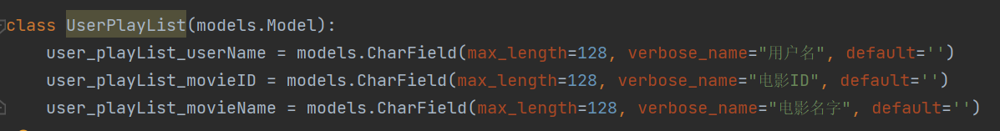 class UserPlayList(models.Model):
user_playList_userName = models.CharField(max_length=128, verbose_name="用户名", default='')
user_playList_movieID = models.CharField(max_length=128, verbose_name="电影ID", default='')
user_playList_movieName = models.CharField(max_length=128, verbose_name="电影名字", default='')